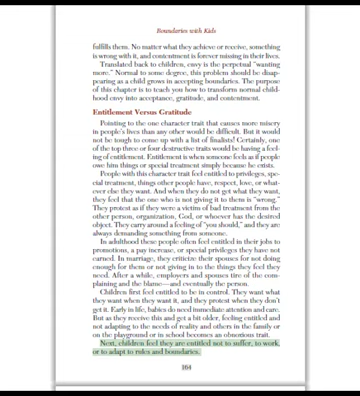 Boundaries with Kids
fulfills them. No matter what they achieve or receive, something
is wrong with it, and contentment is forever missing in their lives.
Translated back to children, envy is the perpetual "wanting
more." Normal to some degree, this problem should be disap-
pearing as a child grows in accepting boundaries. The purpose
of this chapter is to teach you how to transform normal child-
hood envy into acceptance, gratitude, and contentment.
Entitlement Versus Gratitude
Pointing to the one character trait that causes more misery
in people's lives than any other would be difficult. But it would
not be tough to come up with a list of finalists! Certainly, one
of the top three or four destructive traits would be having a feel-
ing of entitlement. Entitlement is when someone feels as if people
owe him things or special treatment simply because he exists.
People with this character trait feel entitled to privileges, spe-
cial treatment, things other people have, respect, love, or what-
ever else they want. And when they do not get what they want,
they feel that the one who is not giving it to them is "wrong."
They protest as if they were a victim of bad treatment from the
other person, organization, God, or whoever has the desired
object. They carry around a feeling of "you should," and they are
always demanding something from someone.
In adulthood these people often feel entitled in their jobs to
promotions, a pay increase, or special privileges they have not
earned. In marriage, they criticize their spouses for not doing
enough for them or not giving in to the things they feel they
need. After a while, employers and spouses tire of the com-
plaining and the blame—and eventually the person.
Children first feel entitled to be in control. They want what
they want when they want it, and they protest when they don't
get it. Early in life, babies do need immediate attention and care.
But as they receive this and get a bit older, feeling entitled and
not adapting to the needs of reality and others in the family or
on the playground or in school becomes an obnoxious trait.
Next, children feel they are entitled not to suffer, to work,
or to adapt to rules and boundaries.
164